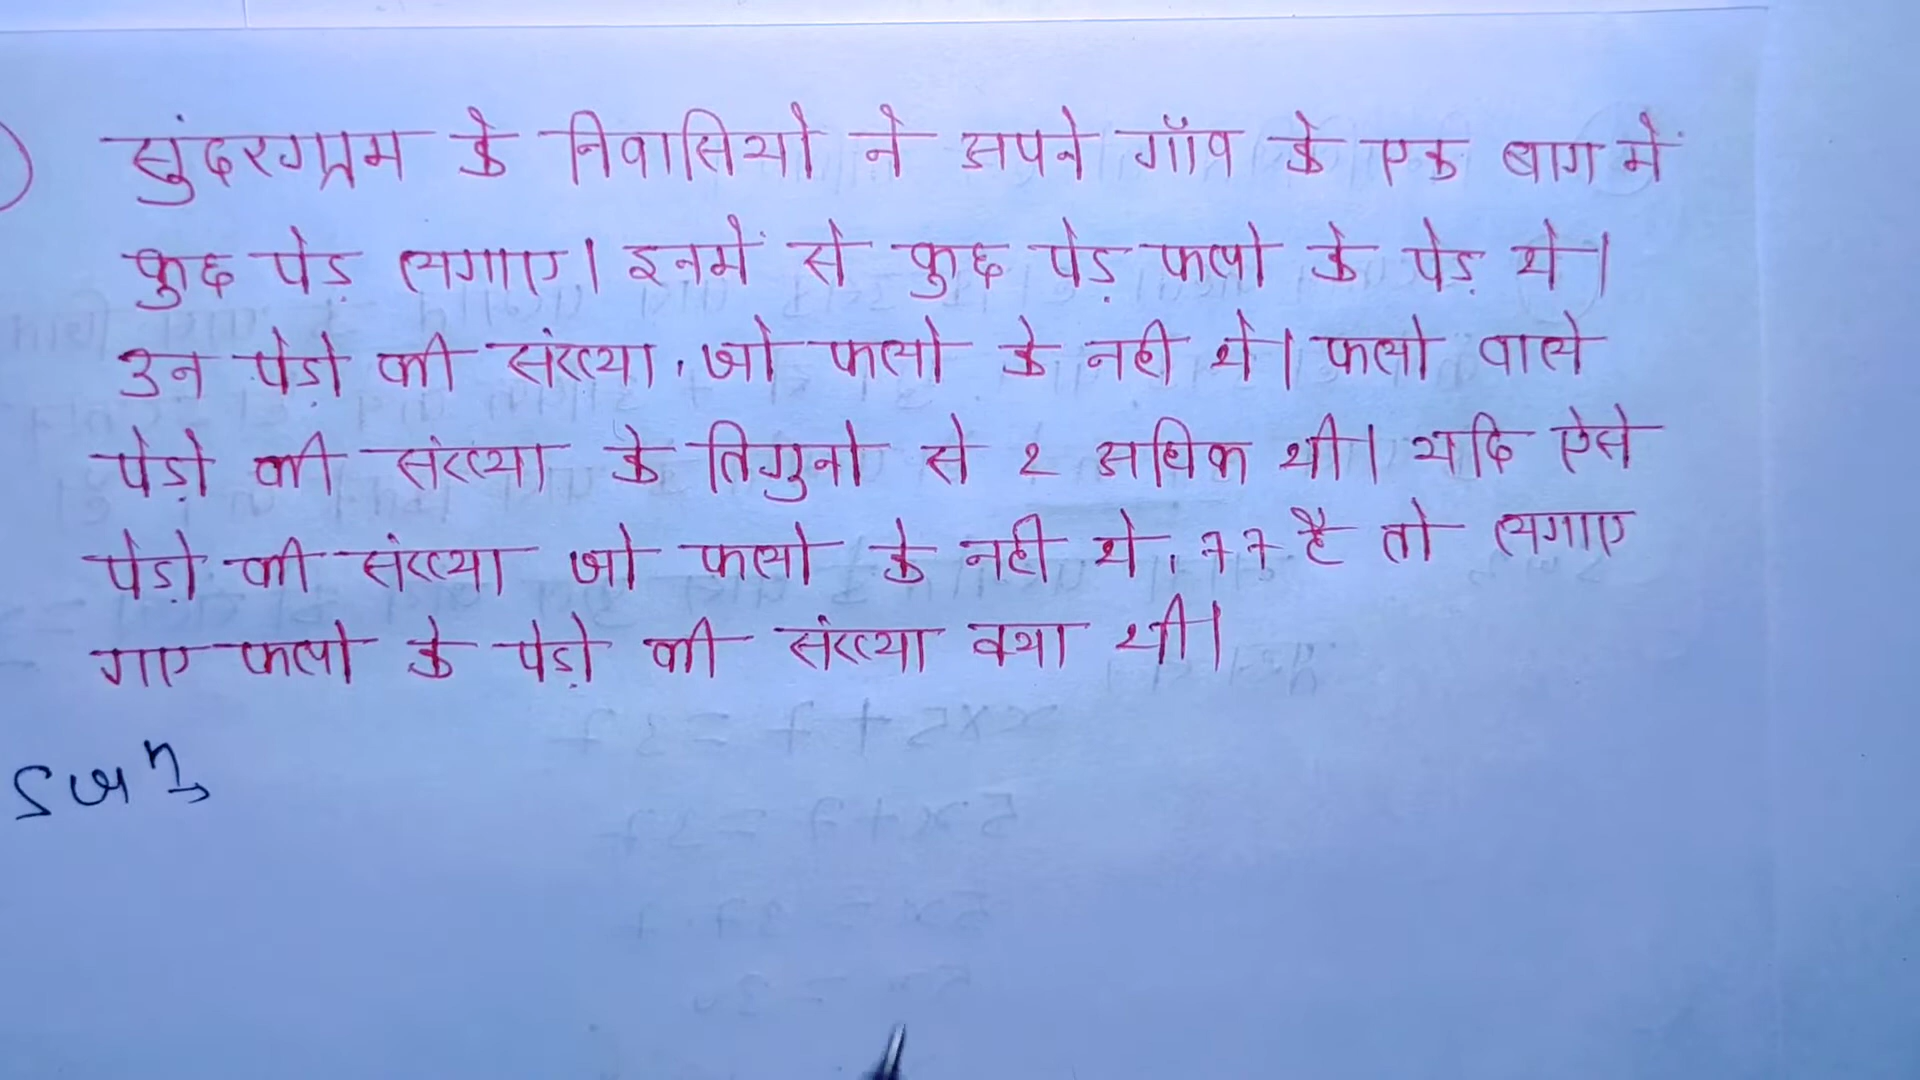 सुंदरग्राम के निवासियो ने अपने गॉव के एक बाग में
कुछ पेड़ लगाए। इनमें से कुछ पेड़ फलो के पेड़ थे।
उन पेड़ो की संख्या, जो फलो के नही थे। फलो वाले
पेड़ो की संख्या के तिगुनो से 2 अधिक थी। यदि ऐसे
पेड़ो की संख्या जो फलो के नही थे, 77 है तो लगाए
गए फलो के पेड़ो की संख्या क्या थी।